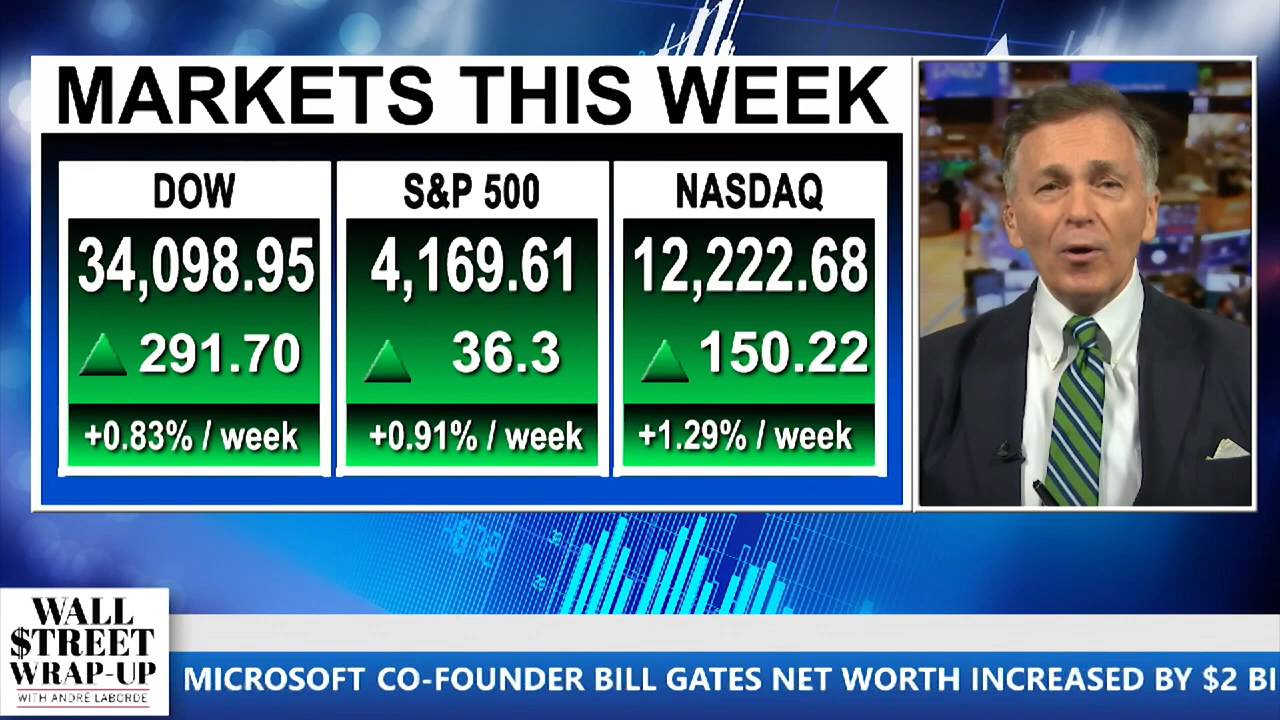 MARKETS THIS WEEK
DOW
34,098.95
291.70
+0.83% / week
S&P 500
4,169.61
36.3
+0.91% / week
NASDAQ
12,222.68
150.22
+1.29% / week
WALL
$TREET
WRAP-UP
WITH ANDRÉ LABORDE
MICROSOFT CO-FOUNDER BILL GATES NET WORTH INCREASED BY $2 BI